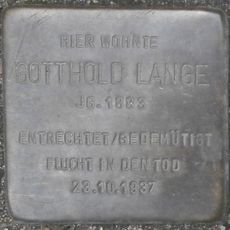 HIER WOHNTE
GOTTHOLD LANGE
JG. 1883
ENTRECHTET/GEDEMÜTIGT
FLUCHT IN DEN TOD
23.10.1937